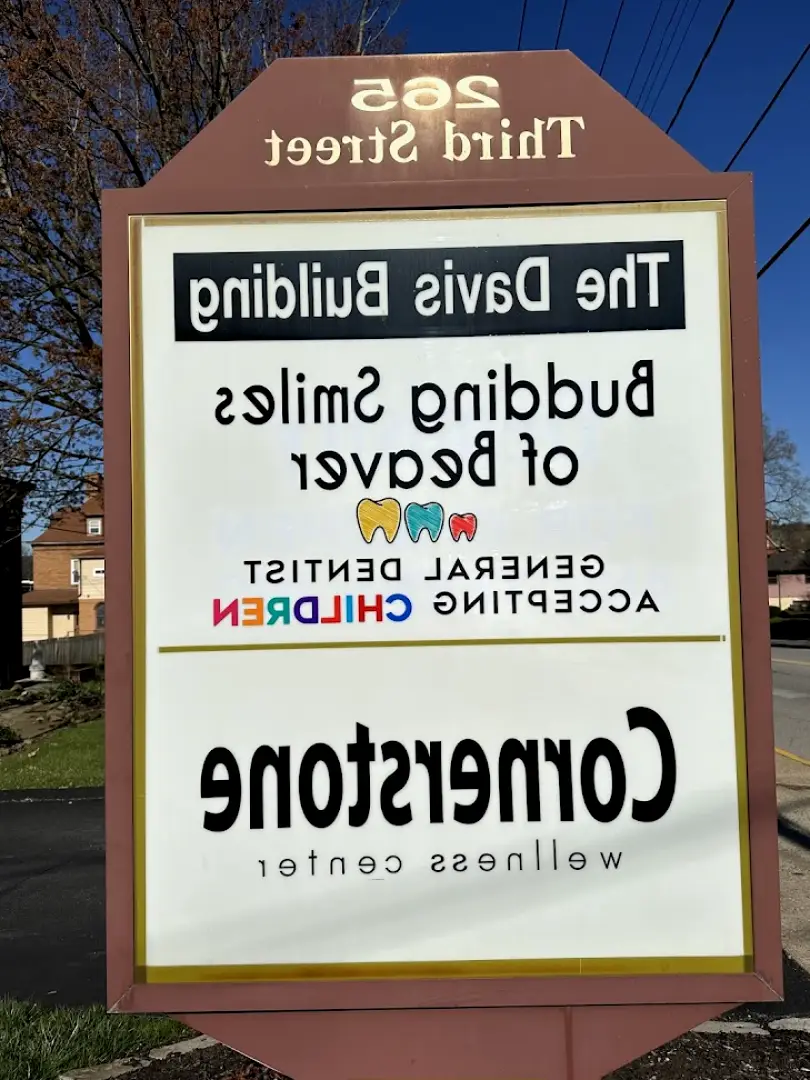 265
Third Street
The Davis Building
Budding Smiles
of Beaver
GENERAL DENTIST
ACCEPTING CHILDREN
Cornerstone
wellness center